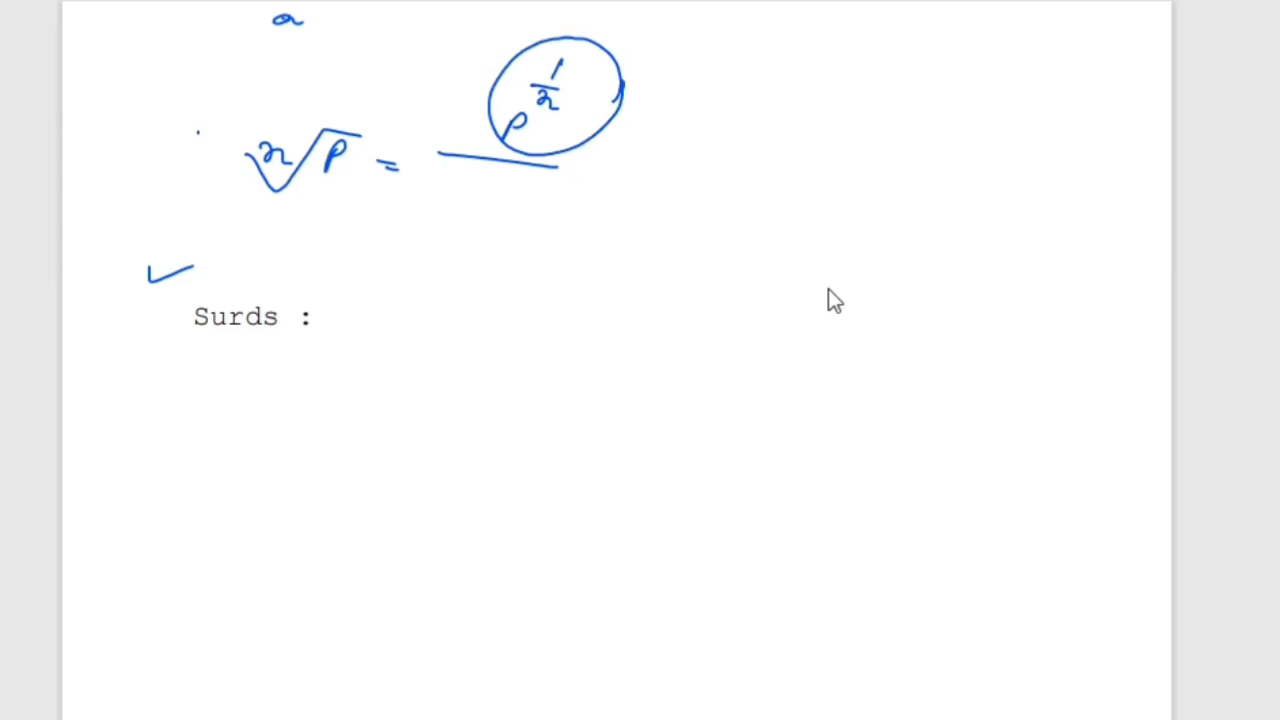 a
ⁿ√P = P^(1/n)
Surds :